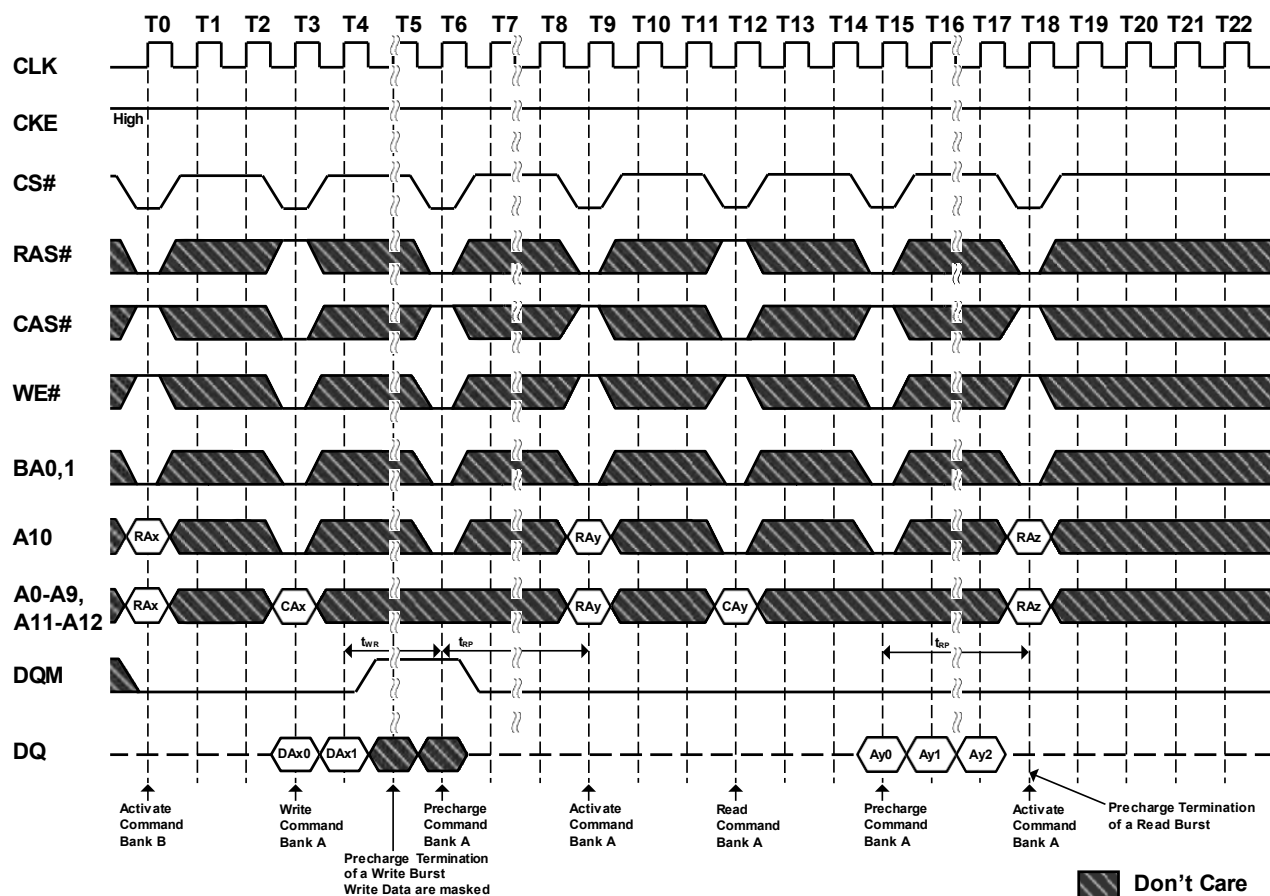 T0 T1 T2 T3 T4 T5 T6 T7 T8 T9 T10 T11 T12 T13 T14 T15 T16 T17 T18 T19 T20 T21 T22
CLK
CKE
High
CS#
RAS#
CAS#
WE#
BA0,1
A10
RAx RAy RAz
A0-A9,
A11-A12
RAx CAx RAy CAy RAz
tWR tRP tRP
DQM
DQ
DAx0 DAx1 Ay0 Ay1 Ay2
Activate
Command
Bank B
Write
Command
Bank A
Precharge Termination
of a Write Burst
Write Data are masked
Precharge
Command
Bank A
Activate
Command
Bank A
Read
Command
Bank A
Precharge
Command
Bank A
Activate
Command
Bank A
Precharge Termination
of a Read Burst
Don't Care